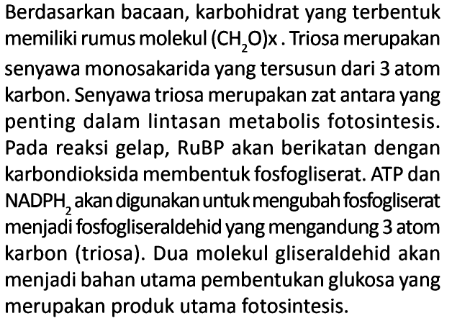 Berdasarkan bacaan, karbohidrat yang terbentuk
memiliki rumus molekul (CH₂O)x . Triosa merupakan
senyawa monosakarida yang tersusun dari 3 atom
karbon. Senyawa triosa merupakan zat antara yang
penting dalam lintasan metabolis fotosintesis.
Pada reaksi gelap, RuBP akan berikatan dengan
karbondioksida membentuk fosfogliserat. ATP dan
NADPH₂ akan digunakan untuk mengubah fosfogliserat
menjadi fosfogliseraldehid yang mengandung 3 atom
karbon (triosa). Dua molekul gliseraldehid akan
menjadi bahan utama pembentukan glukosa yang
merupakan produk utama fotosintesis.